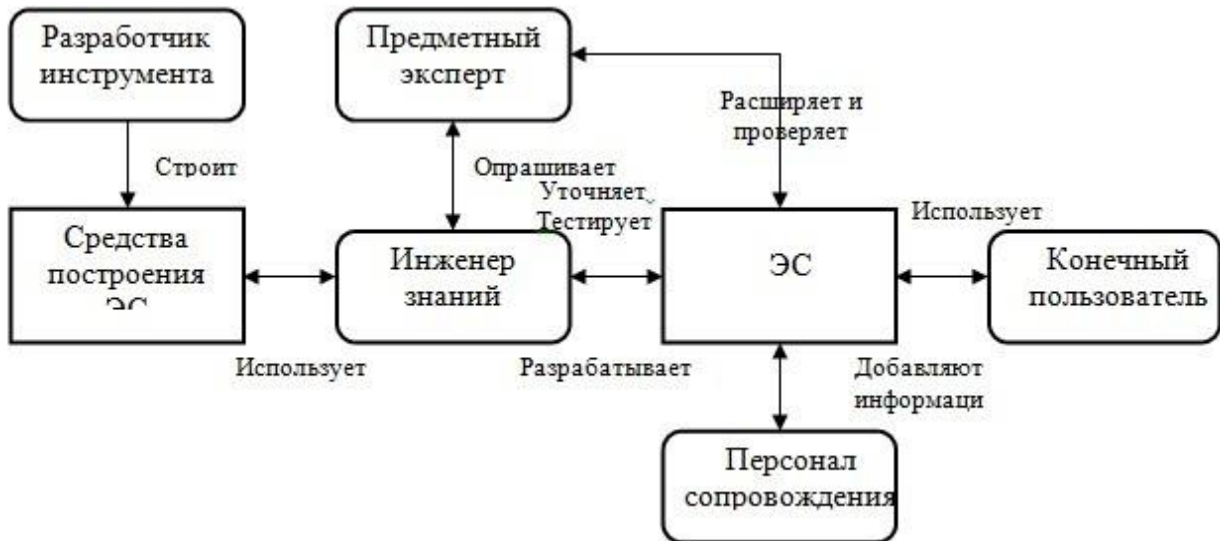 Разработчик
инструмента
Предметный
эксперт
Расширяет и
проверяет
Строит
Опрашивает
Уточняет,
Тестирует
Использует
Средства
построения
ЭС
Инженер
знаний
ЭС
Конечный
пользователь
Использует
Разрабатывает
Добавляют
информаци
Персонал
сопровождения